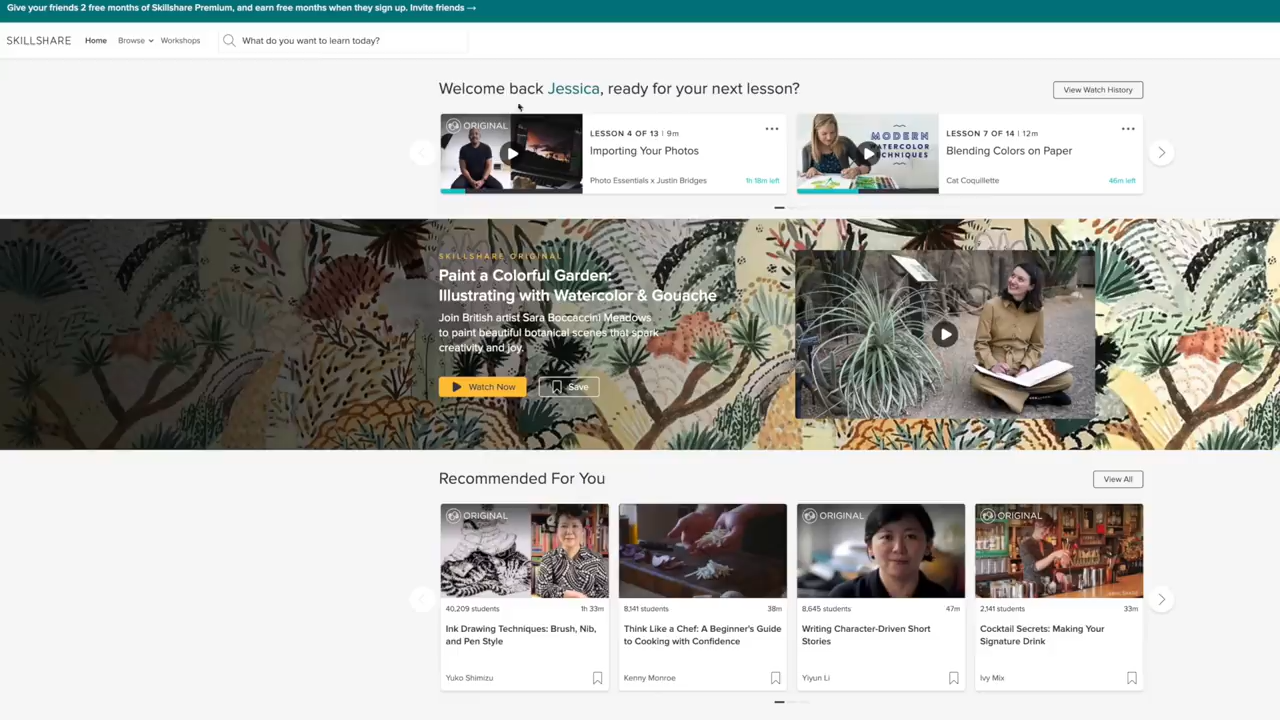 Give your friends 2 free months of Skillshare Premium, and earn free months when they sign up. Invite friends →
SKILLSHARE Home Browse Workshops What do you want to learn today?
Welcome back Jessica, ready for your next lesson? View Watch History
ORIGINAL
LESSON 4 OF 13 | 9m
Importing Your Photos
Photo Essentials x Justin Bridges 1h 18m left
MODERN
WATERCOLOR
TECHNIQUES
LESSON 7 OF 14 | 12m
Blending Colors on Paper
Cat Coquillette 46m left
SKILLSHARE ORIGINAL
Paint a Colorful Garden:
Illustrating with Watercolor & Gouache
Join British artist Sara Boccaccini Meadows
to paint beautiful botanical scenes that spark
creativity and joy.
Watch Now Save
Recommended For You View All
ORIGINAL
40,209 students 1h 33m
Ink Drawing Techniques: Brush, Nib,
and Pen Style
Yuko Shimizu
8,141 students 38m
Think Like a Chef: A Beginner's Guide
to Cooking with Confidence
Kenny Monroe
ORIGINAL
8,645 students 47m
Writing Character-Driven Short
Stories
Yiyun Li
ORIGINAL
2,141 students 33m
Cocktail Secrets: Making Your
Signature Drink
Ivy Mix